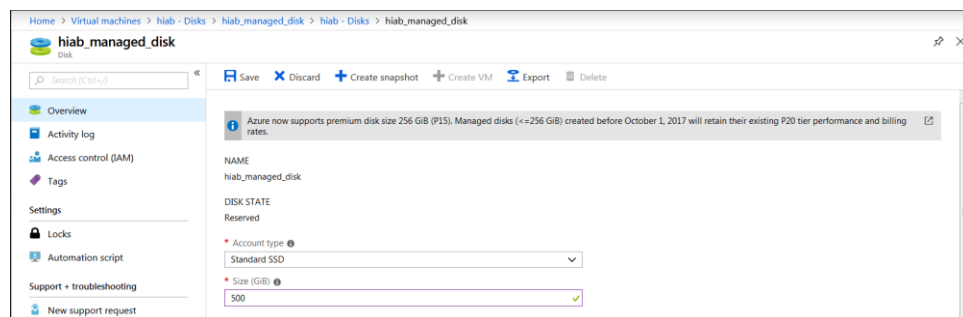 Home > Virtual machines > hiab - Disks > hiab_managed_disk > hiab - Disks > hiab_managed_disk
hiab_managed_disk
Disk
Search (Ctrl+/)
Overview
Activity log
Access control (IAM)
Tags
Settings
Locks
Automation script
Support + troubleshooting
New support request
Save Discard Create snapshot Create VM Export Delete
Azure now supports premium disk size 256 GiB (P15). Managed disks (<=256 GiB) created before October 1, 2017 will retain their existing P20 tier performance and billing
rates.
NAME
hiab_managed_disk
DISK STATE
Reserved
* Account type
Standard SSD
* Size (GiB)
500